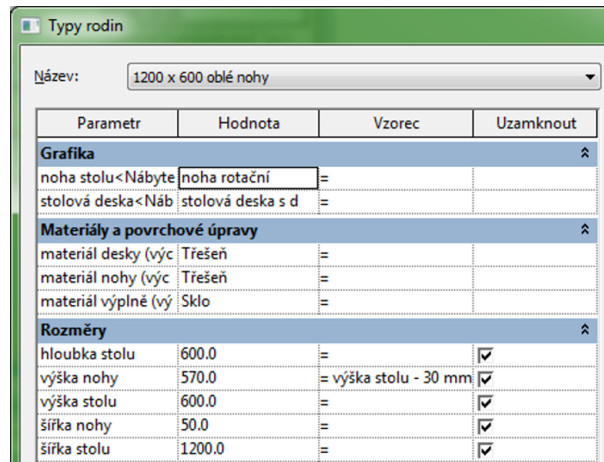 Typy rodin
Název: 1200 x 600 oblé nohy
Parametr Hodnota Vzorec Uzamknout
Grafika
noha stolu<Nábyte noha rotační =
stolová deska<Náb stolová deska s d =
Materiály a povrchové úpravy
materiál desky (výc Třešeň =
materiál nohy (výc Třešeň =
materiál výplně (vý Sklo =
Rozměry
hloubka stolu 600.0 =
výška nohy 570.0 = výška stolu - 30 mm
výška stolu 600.0 =
šířka nohy 50.0 =
šířka stolu 1200.0 =